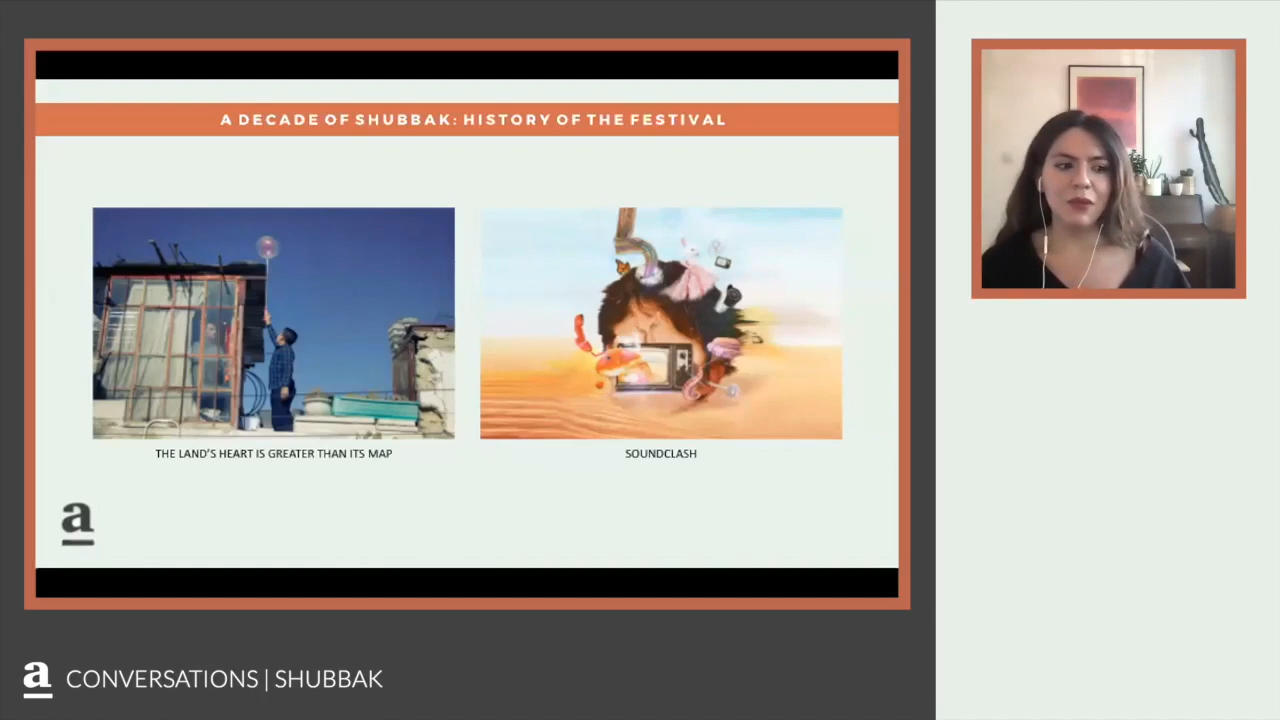 A DECADE OF SHUBBAK: HISTORY OF THE FESTIVAL
THE LAND'S HEART IS GREATER THAN ITS MAP
SOUNDCLASH
a
a CONVERSATIONS | SHUBBAK